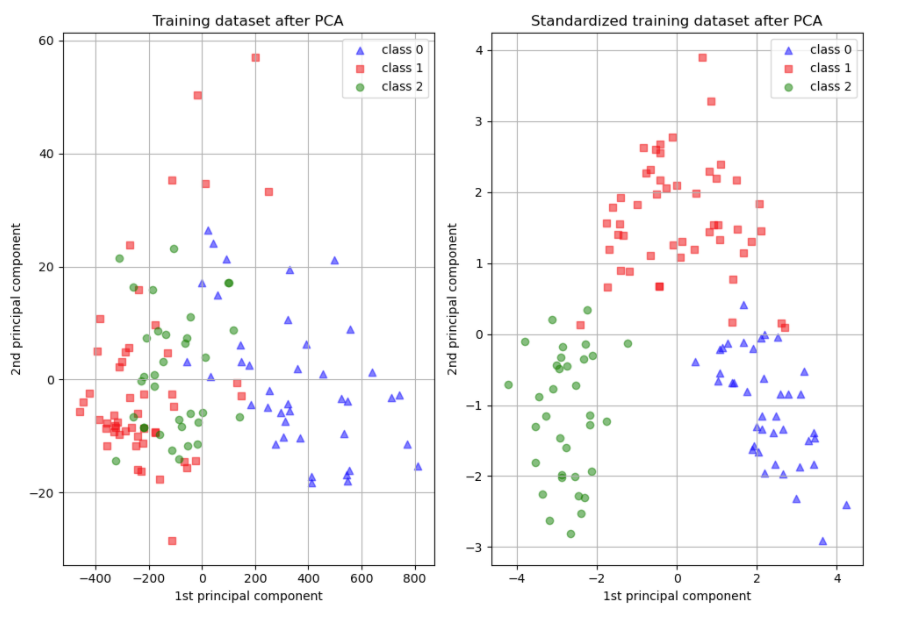 Training dataset after PCA
60
40
20
0
−20
−400
−200
0
200
400
600
800
1st principal component
2nd principal component
class 0
class 1
class 2
Standardized training dataset after PCA
4
3
2
1
0
−1
−2
−3
−4
−2
0
2
4
1st principal component
2nd principal component
class 0
class 1
class 2